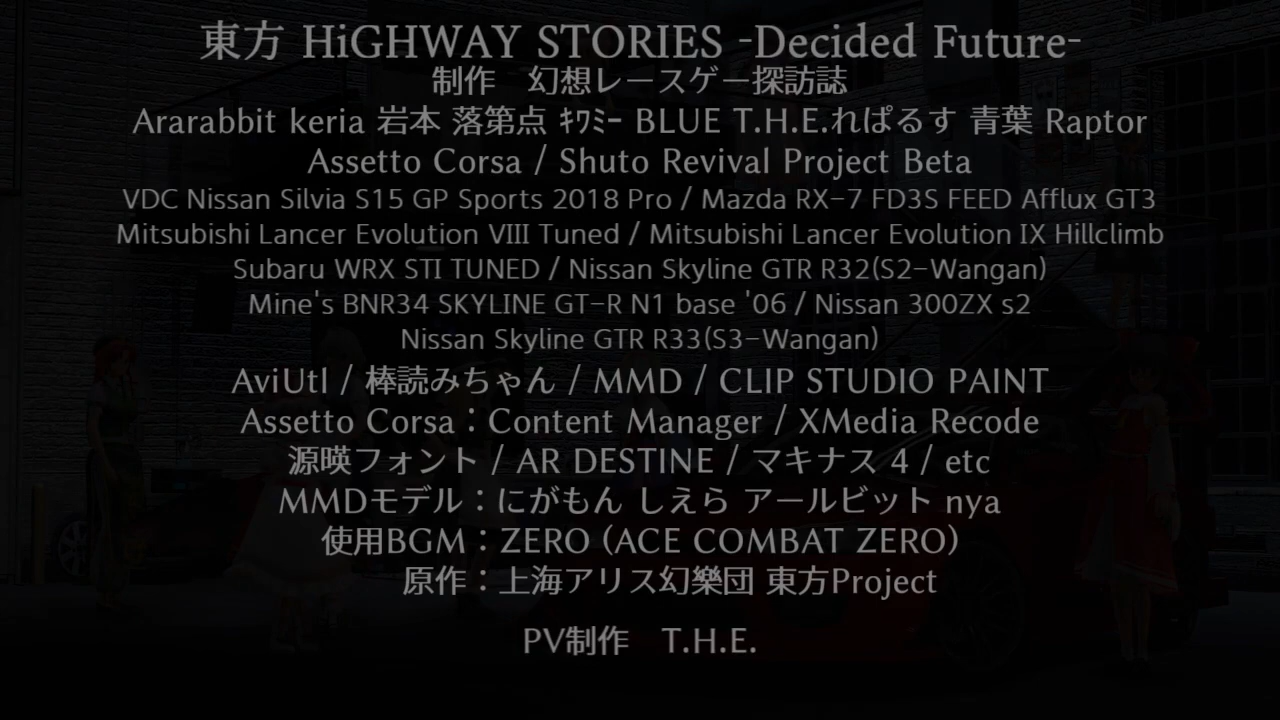 東方 HiGHWAY STORIES -Decided Future-
制作　幻想レースゲー探訪誌
Ararabbit keria 岩本 落第点 ｷﾜﾐｰ BLUE T.H.E.れぱるす 青葉 Raptor
Assetto Corsa / Shuto Revival Project Beta
VDC Nissan Silvia S15 GP Sports 2018 Pro / Mazda RX-7 FD3S FEED Afflux GT3
Mitsubishi Lancer Evolution VIII Tuned / Mitsubishi Lancer Evolution IX Hillclimb
Subaru WRX STI TUNED / Nissan Skyline GTR R32(S2-Wangan)
Mine's BNR34 SKYLINE GT-R N1 base '06 / Nissan 300ZX s2
Nissan Skyline GTR R33(S3-Wangan)
AviUtl / 棒読みちゃん / MMD / CLIP STUDIO PAINT
Assetto Corsa：Content Manager / XMedia Recode
源暎フォント / AR DESTINE / マキナス 4 / etc
MMDモデル：にがもん しえら アールビット nya
使用BGM：ZERO (ACE COMBAT ZERO)
原作：上海アリス幻樂団 東方Project
PV制作　T.H.E.